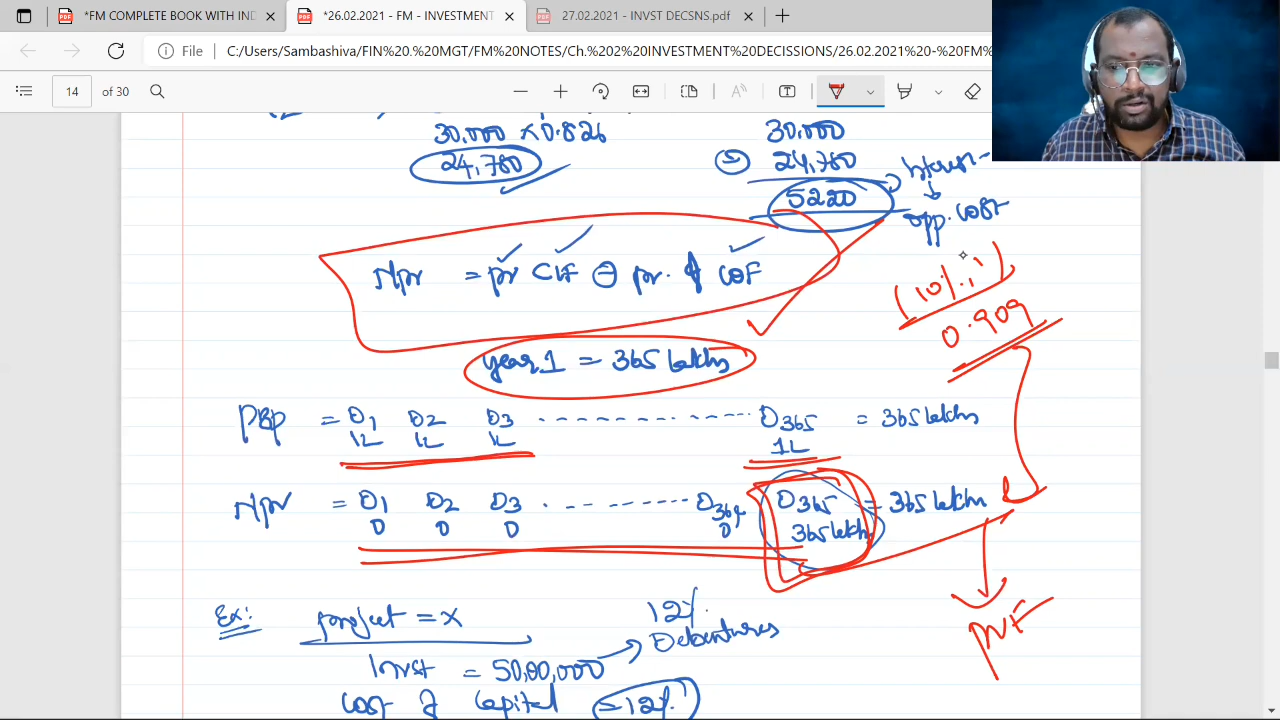 *FM COMPLETE BOOK WITH IND
*26.02.2021 - FM - INVESTMENT
27.02.2021 - INVST DECSNS.pdf
File
C:/Users/Sambashiva/FIN%20.%20MGT/FM%20NOTES/Ch.%202%20INVESTMENT%20DECISSIONS/26.02.2021%20-%20FM%
14 of 30
30,000 × 0.826
24,780
30,000
(-) 24,780
5220
Interest
opp. cost
Npv = pv CIF (-) pv. of COF
(10%, 1)
0.909
year 1 = 365 lakhs
PBP = D1 D2 D3 D365 = 365 lakhs
1L 1L 1L 1L
NPV = D1 D2 D3 D364 D365 = 365 lakhs
0 0 0 0 365 lakhs
PVF
Ex: project = X
12%
Debentures
Invst = 50,00,000
cost of capital = 12%